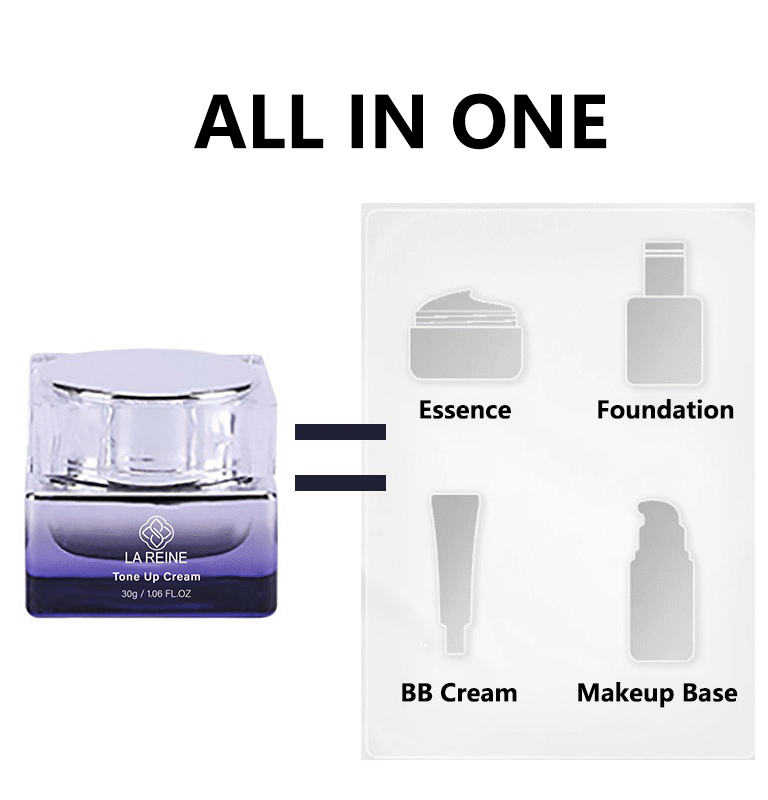 ALL IN ONE
Essence
Foundation
LA REINE
Tone Up Cream
30g / 1.06 FL.OZ
BB Cream
Makeup Base